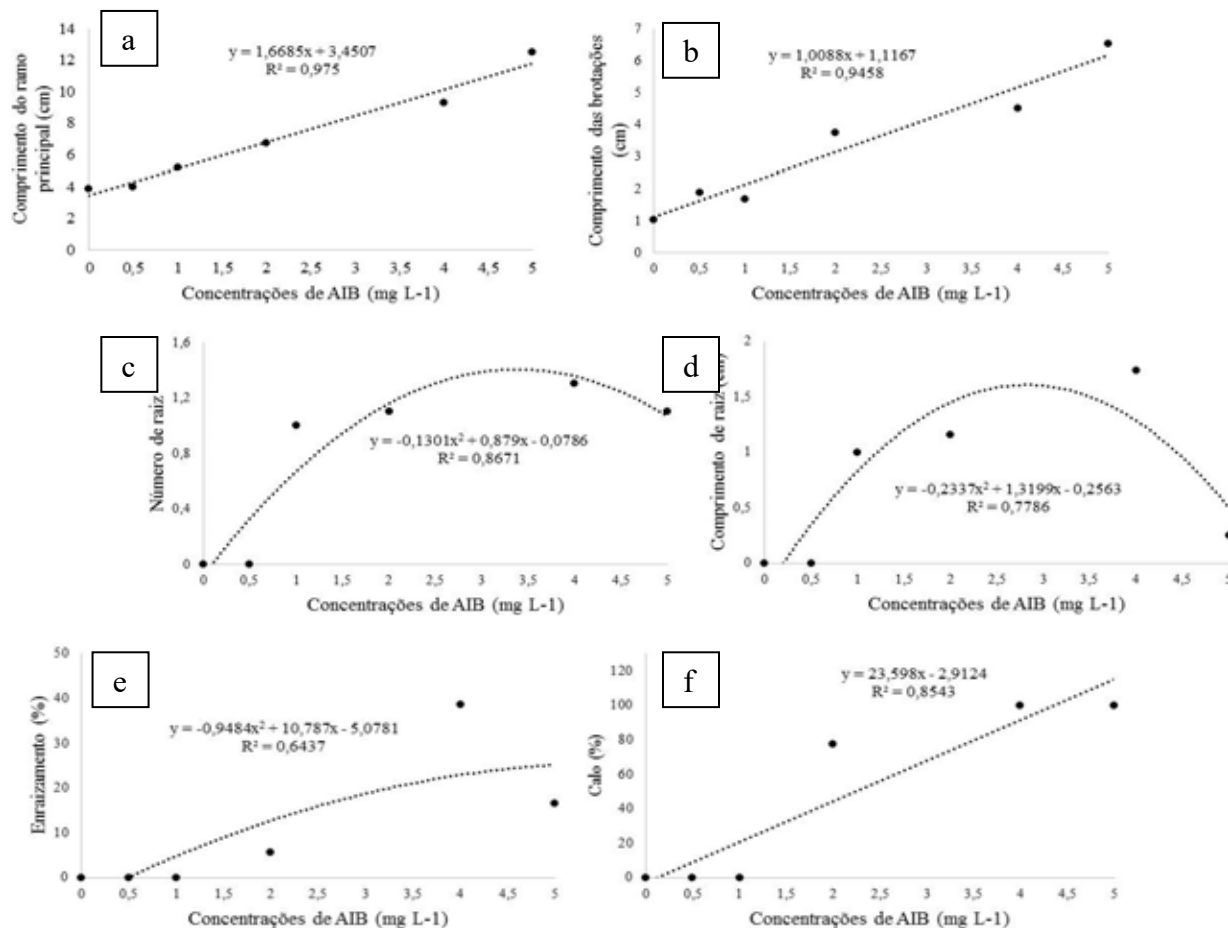 a
14
12
10
8
6
4
2
0
Comprimento do ramo
principal (cm)
y = 1,6685x + 3,4507
R² = 0,975
0 0,5 1 1,5 2 2,5 3 3,5 4 4,5 5
Concentrações de AIB (mg L-1)
b
7
6
5
4
3
2
1
0
Comprimento das brotações
(cm)
y = 1,0088x + 1,1167
R² = 0,9458
0 0,5 1 1,5 2 2,5 3 3,5 4 4,5 5
Concentrações de AIB (mg L-1)
c
1,6
1,2
0,8
0,4
0
Número de raiz
y = -0,1301x² + 0,879x - 0,0786
R² = 0,8671
0 0,5 1 1,5 2 2,5 3 3,5 4 4,5 5
Concentrações de AIB (mg L-1)
d
2
1,5
1
0,5
0
Comprimento de raiz (cm)
y = -0,2337x² + 1,3199x - 0,2563
R² = 0,7786
0 0,5 1 1,5 2 2,5 3 3,5 4 4,5 5
Concentrações de AIB (mg L-1)
e
50
40
30
20
10
0
Enraizamento (%)
y = -0,9484x² + 10,787x - 5,0781
R² = 0,6437
0 0,5 1 1,5 2 2,5 3 3,5 4 4,5 5
Concentrações de AIB (mg L-1)
f
120
100
80
60
40
20
0
Calo (%)
y = 23,598x - 2,9124
R² = 0,8543
0 0,5 1 1,5 2 2,5 3 3,5 4 4,5 5
Concentrações de AIB (mg L-1)